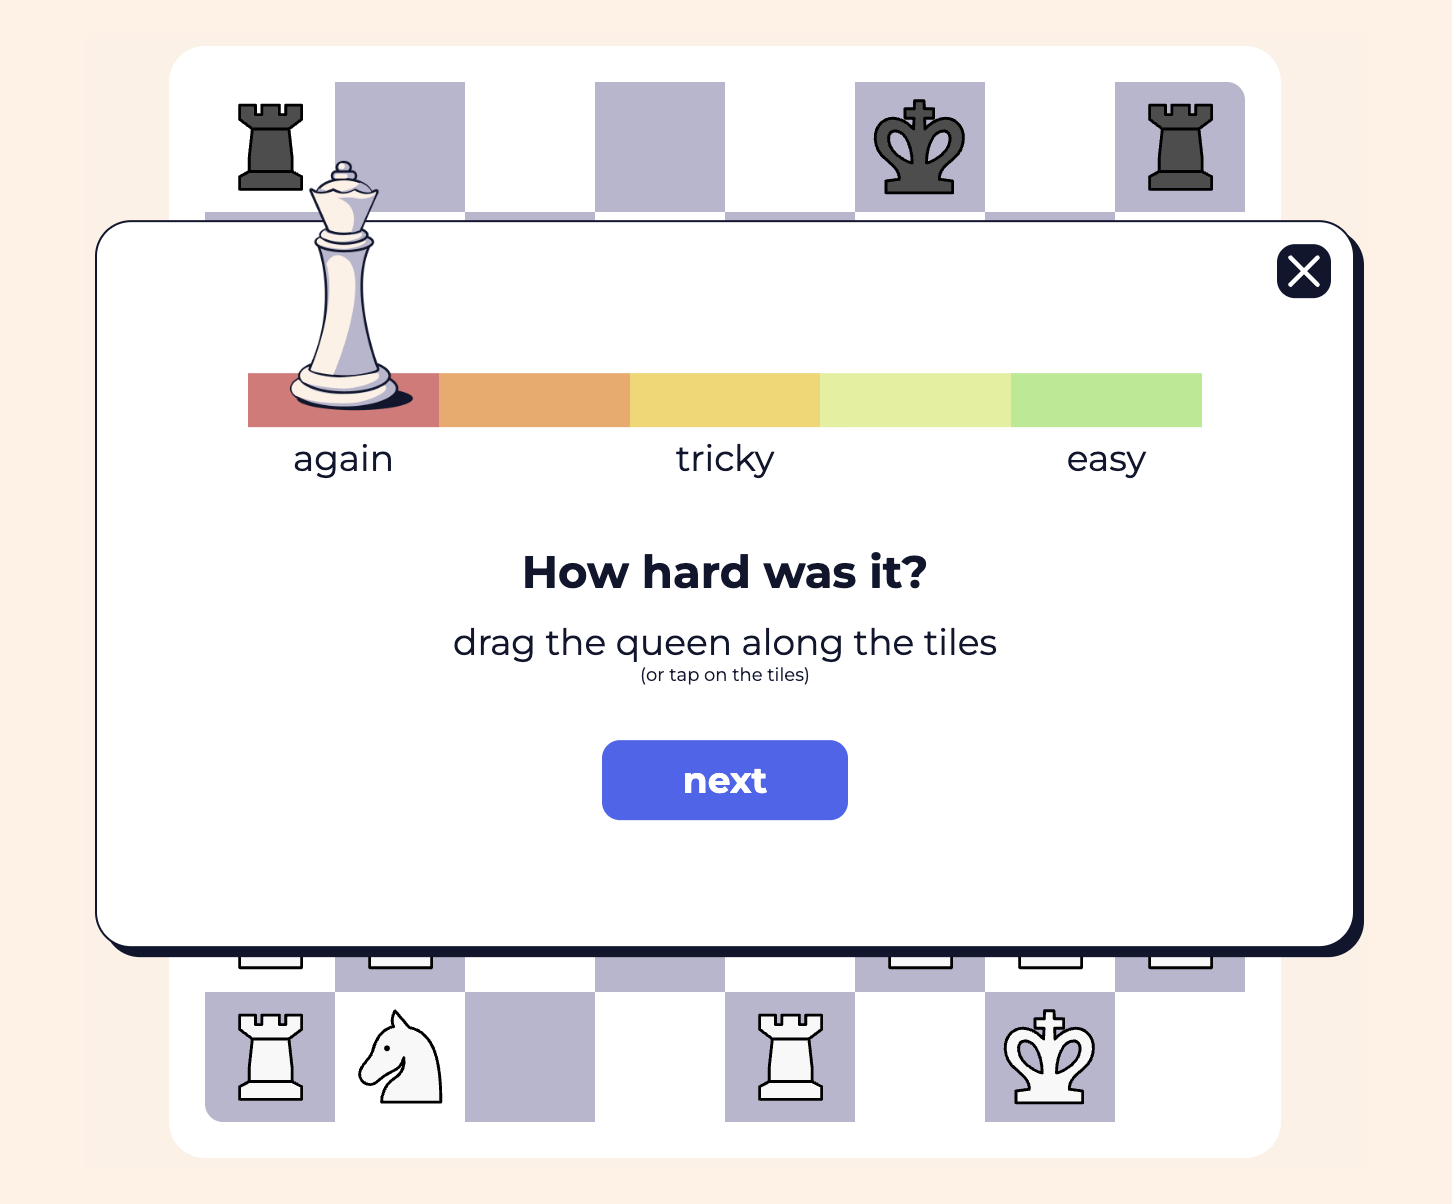 again tricky easy
How hard was it?
drag the queen along the tiles
(or tap on the tiles)
next